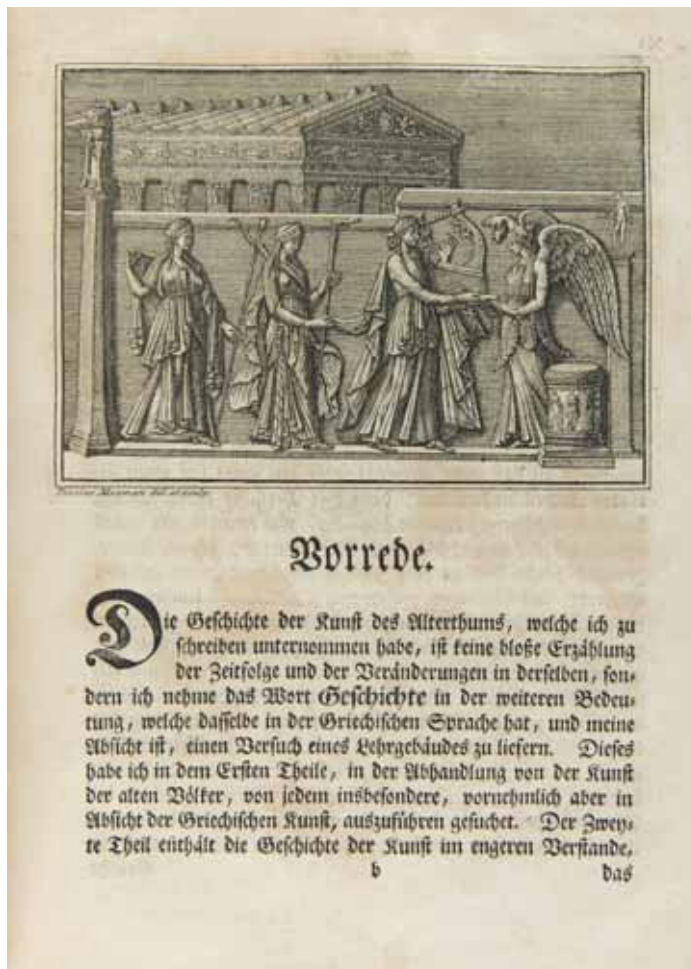 Vorrede.
Die Geschichte der Kunst des Alterthums, welche ich zu
schreiben unternommen habe, ist keine bloße Erzählung
der Zeitfolge und der Veränderungen in derselben, son-
dern ich nehme das Wort Geschichte in der weiteren Bedeu-
tung, welche dasselbe in der Griechischen Sprache hat, und meine
Absicht ist, einen Versuch eines Lehrgebäudes zu liefern. Dieses
habe ich in dem Ersten Theile, in der Abhandlung von der Kunst
der alten Völker, von jedem insbesondere, vornehmlich aber in
Absicht der Griechischen Kunst, auszuführen gesuchet. Der Zwey-
te Theil enthält die Geschichte der Kunst im engeren Verstande,
b das